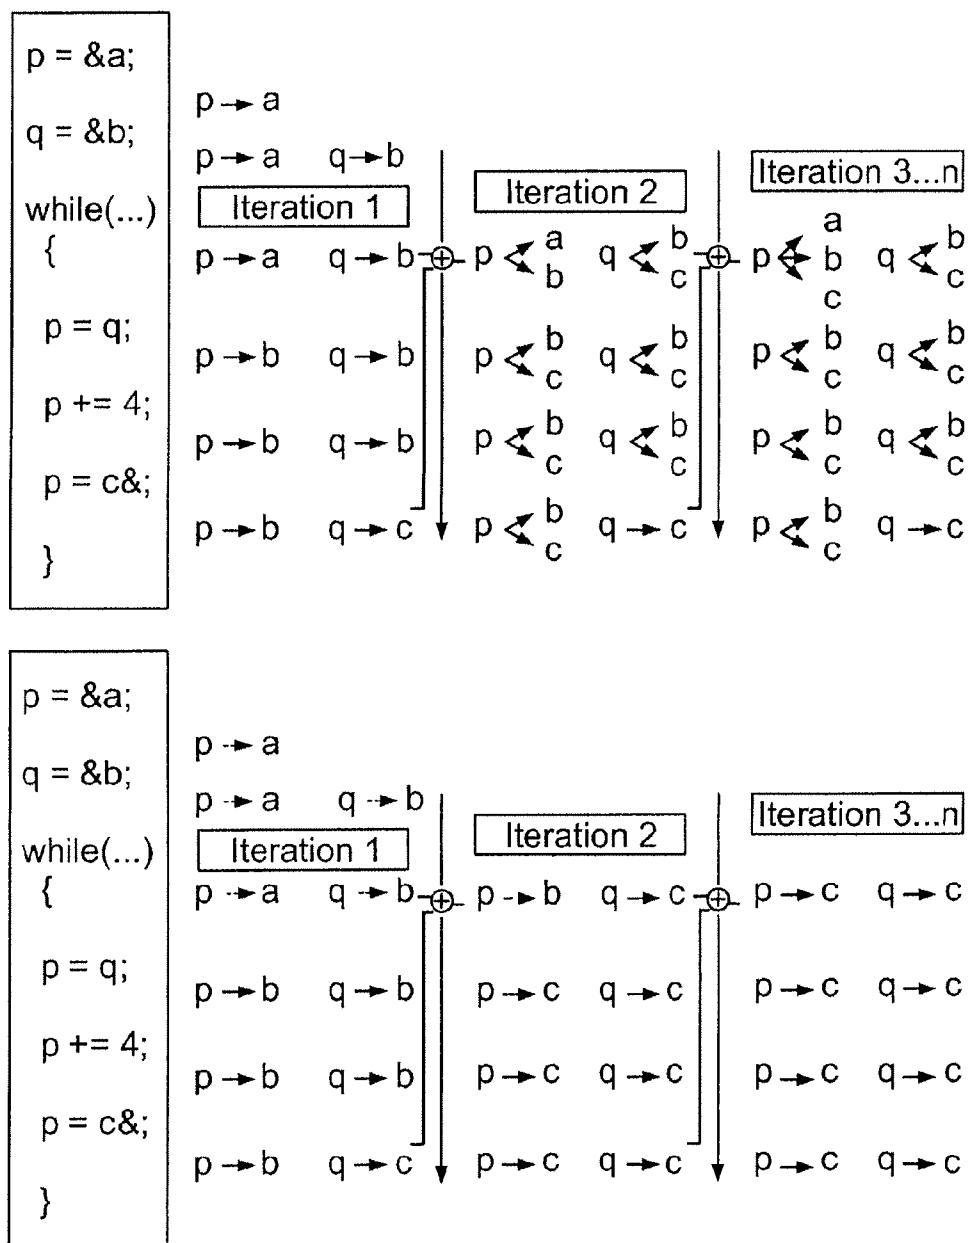 p = &a;
p → a
q = &b;
p → a q → b
while(...)
Iteration 1
Iteration 2
Iteration 3...n
{
p → a q → b
p a b q b c
p a b c q b c
p = q;
p → b q → b
p b c q b c
p b c q b c
p += 4;
p → b q → b
p b c q b c
p b c q b c
p = c&;
p → b q → c
p b c q → c
p b c q → c
}
p = &a;
p → a
q = &b;
p → a q → b
while(...)
Iteration 1
Iteration 2
Iteration 3...n
{
p → a q → b
p → b q → c
p → c q → c
p = q;
p → b q → b
p → c q → c
p → c q → c
p += 4;
p → b q → b
p → c q → c
p → c q → c
p = c&;
p → b q → c
p → c q → c
p → c q → c
}